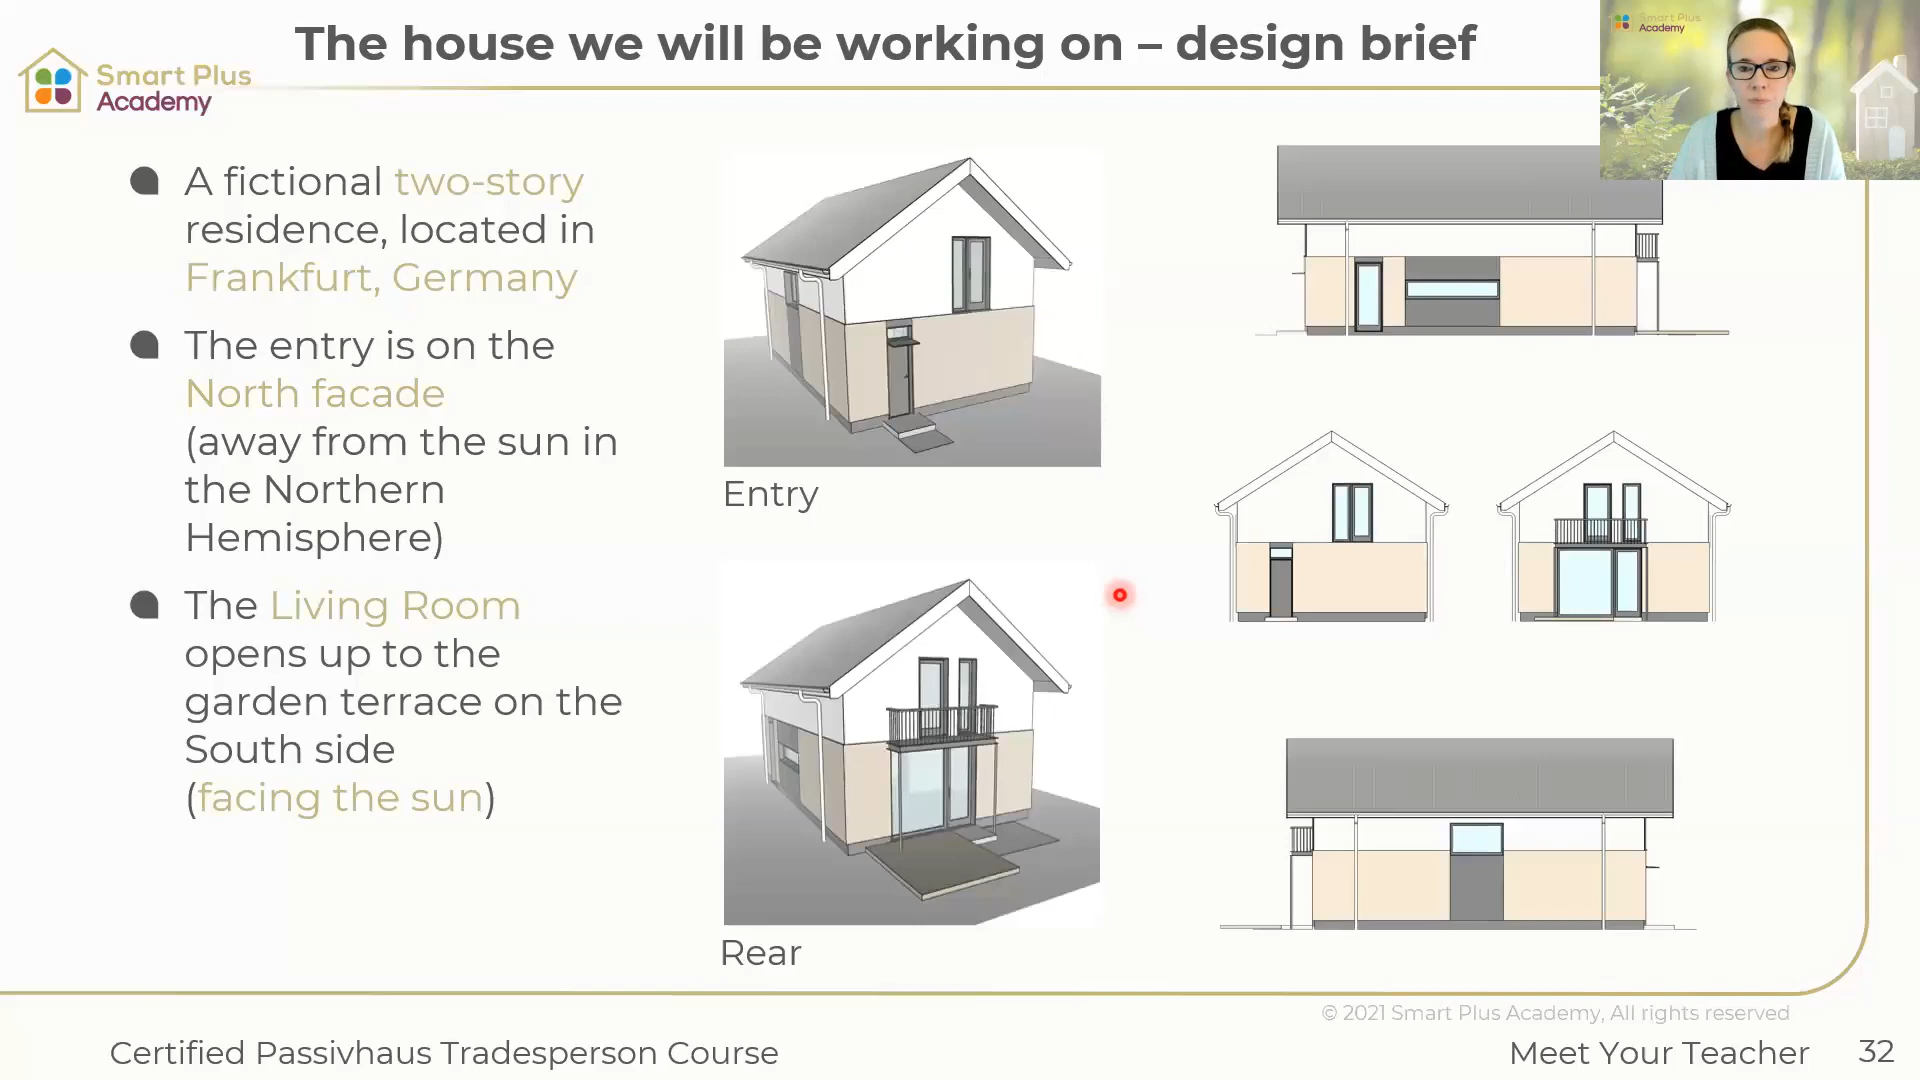 The house we will be working on – design brief
Smart Plus
Academy
Smart Plus
Academy
A fictional two-story
residence, located in
Frankfurt, Germany
The entry is on the
North facade
(away from the sun in
the Northern
Hemisphere)
The Living Room
opens up to the
garden terrace on the
South side
(facing the sun)
Entry
Rear
© 2021 Smart Plus Academy, All rights reserved
Certified Passivhaus Tradesperson Course
Meet Your Teacher
32